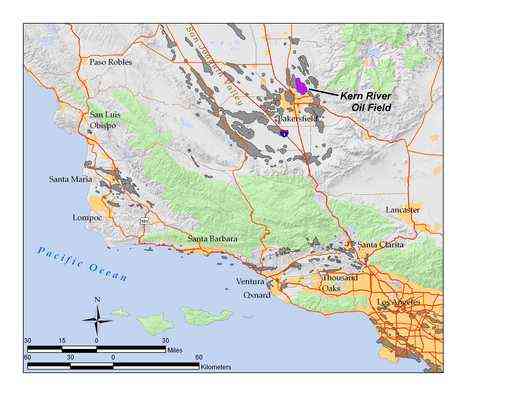 San Joaquin Valley
Paso Robles
Kern River
Oil Field
Bakersfield
San Luis
Obispo
Santa Maria
Lompoc
101
Lancaster
Santa Barbara
Santa Clarita
Pacific Ocean
Ventura
Oxnard
Thousand
Oaks
Los Angeles
N
30 15 0 30
Miles
60 30 0 60
Kilometers